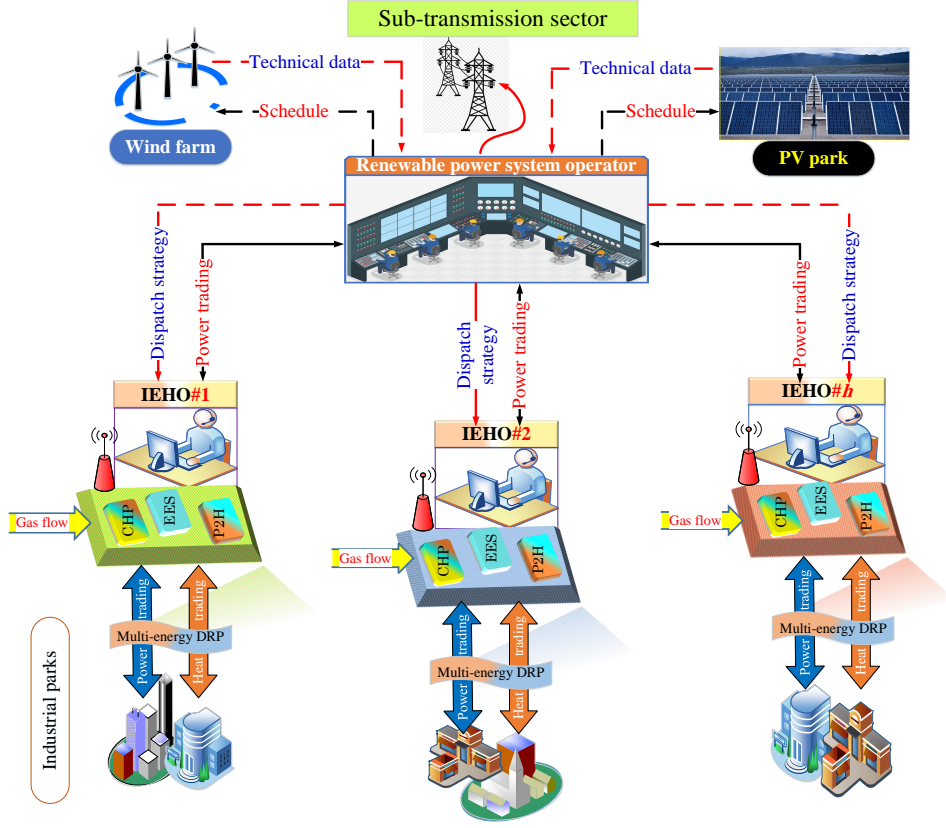 Sub-transmission sector
Technical data
Technical data
Schedule
Schedule
Wind farm
PV park
Renewable power system operator
Dispatch strategy
Power trading
Dispatch
strategy
Power trading
Power trading
Dispatch strategy
IEHO#1
IEHO#2
IEHO#h
Gas flow
CHP
EES
P2H
Gas flow
CHP
EES
P2H
Gas flow
CHP
EES
P2H
Industrial parks
Power trading
Heat trading
Multi-energy DRP
Power trading
Heat trading
Multi-energy DRP
Power trading
Heat trading
Multi-energy DRP